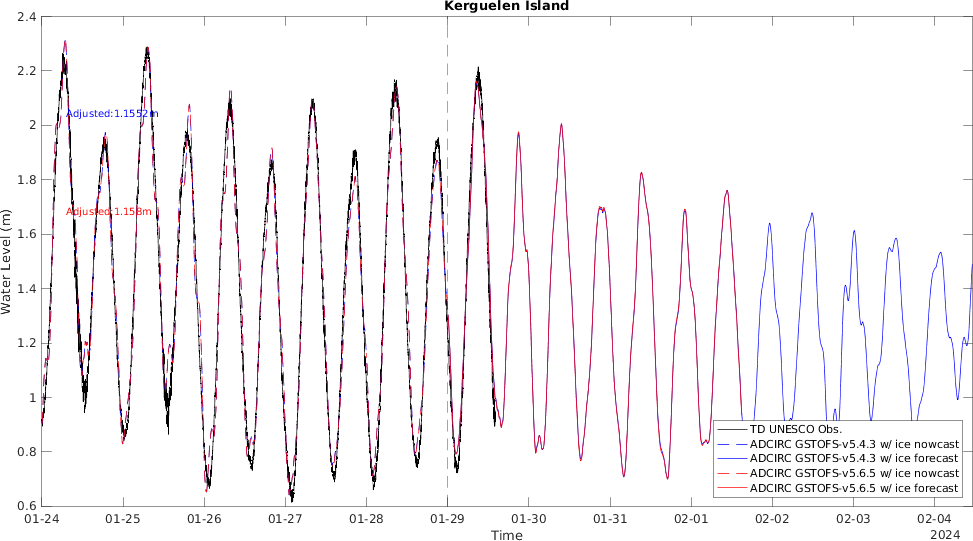 Kerguelen Island
2.4
2.2
2
1.8
1.6
1.4
1.2
1
0.8
0.6
Water Level (m)
Adjusted:1.1552m
Adjusted:1.158m
TD UNESCO Obs.
ADCIRC GSTOFS-v5.4.3 w/ ice nowcast
ADCIRC GSTOFS-v5.4.3 w/ ice forecast
ADCIRC GSTOFS-v5.6.5 w/ ice nowcast
ADCIRC GSTOFS-v5.6.5 w/ ice forecast
01-24 01-25 01-26 01-27 01-28 01-29 01-30 01-31 02-01 02-02 02-03 02-04
Time
2024